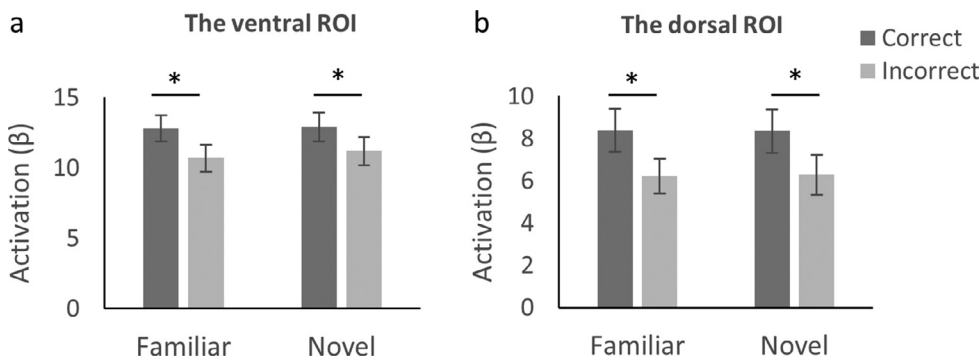 a
The ventral ROI
Activation (β)
15
10
5
0
*
*
Familiar
Novel
b
The dorsal ROI
Activation (β)
10
8
6
4
2
0
*
*
Familiar
Novel
Correct
Incorrect